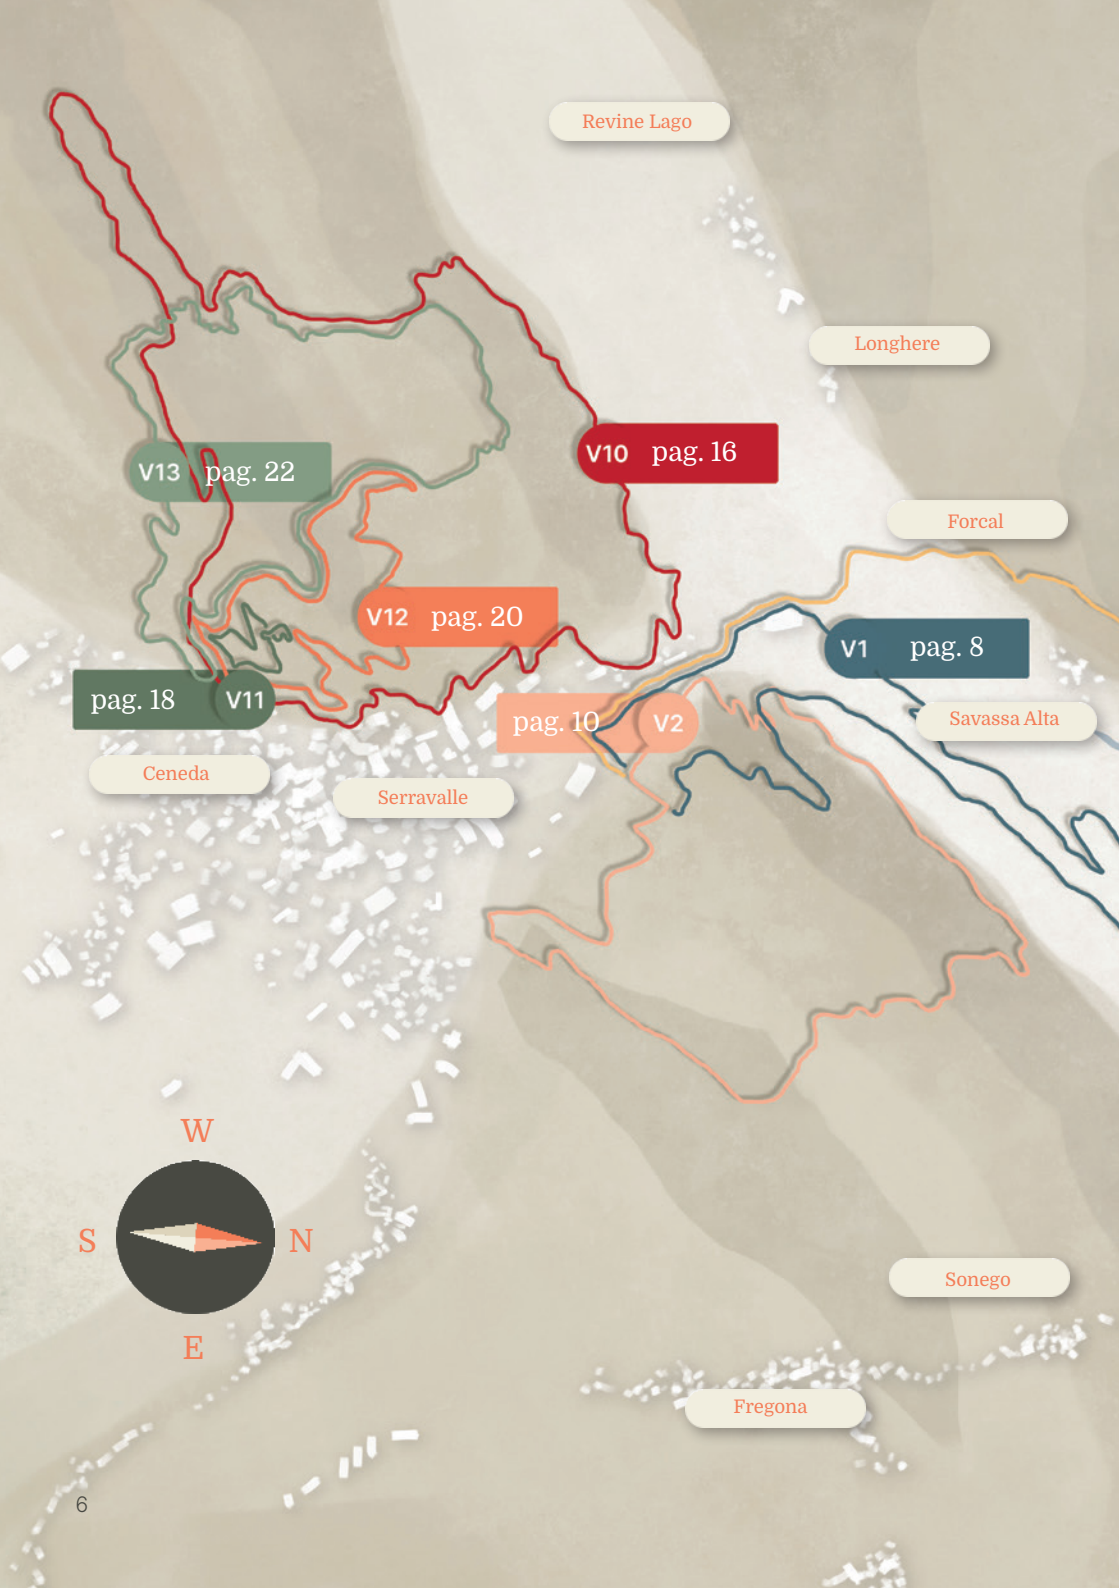 Revine Lago
Longhere
V10 pag. 16
V13 pag. 22
Forcal
V12 pag. 20
V1 pag. 8
pag. 18 V11
pag. 10 V2
Savassa Alta
Ceneda
Serravalle
W
S
N
E
Sonego
Fregona
6